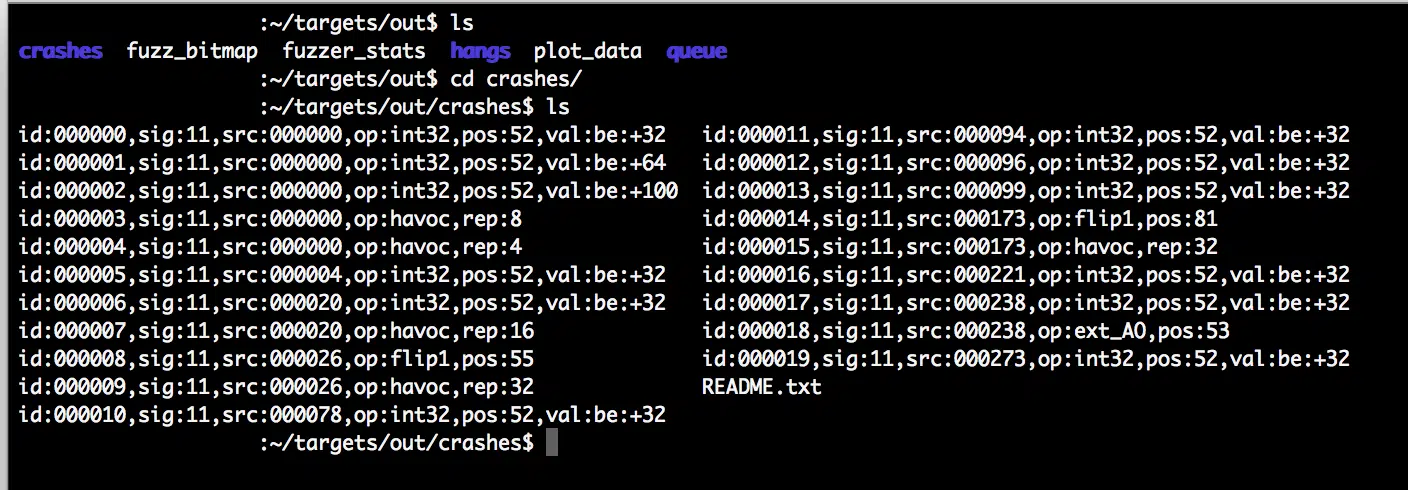 :~/targets/out$ ls
crashes fuzz_bitmap fuzzer_stats hangs plot_data queue
:~/targets/out$ cd crashes/
:~/targets/out/crashes$ ls
id:000000,sig:11,src:000000,op:int32,pos:52,val:be:+32 id:000011,sig:11,src:000094,op:int32,pos:52,val:be:+32
id:000001,sig:11,src:000000,op:int32,pos:52,val:be:+64 id:000012,sig:11,src:000096,op:int32,pos:52,val:be:+32
id:000002,sig:11,src:000000,op:int32,pos:52,val:be:+100 id:000013,sig:11,src:000099,op:int32,pos:52,val:be:+32
id:000003,sig:11,src:000000,op:havoc,rep:8 id:000014,sig:11,src:000173,op:flip1,pos:81
id:000004,sig:11,src:000000,op:havoc,rep:4 id:000015,sig:11,src:000173,op:havoc,rep:32
id:000005,sig:11,src:000004,op:int32,pos:52,val:be:+32 id:000016,sig:11,src:000221,op:int32,pos:52,val:be:+32
id:000006,sig:11,src:000020,op:int32,pos:52,val:be:+32 id:000017,sig:11,src:000238,op:int32,pos:52,val:be:+32
id:000007,sig:11,src:000020,op:havoc,rep:16 id:000018,sig:11,src:000238,op:ext_AO,pos:53
id:000008,sig:11,src:000026,op:flip1,pos:55 id:000019,sig:11,src:000273,op:int32,pos:52,val:be:+32
id:000009,sig:11,src:000026,op:havoc,rep:32 README.txt
id:000010,sig:11,src:000078,op:int32,pos:52,val:be:+32
:~/targets/out/crashes$